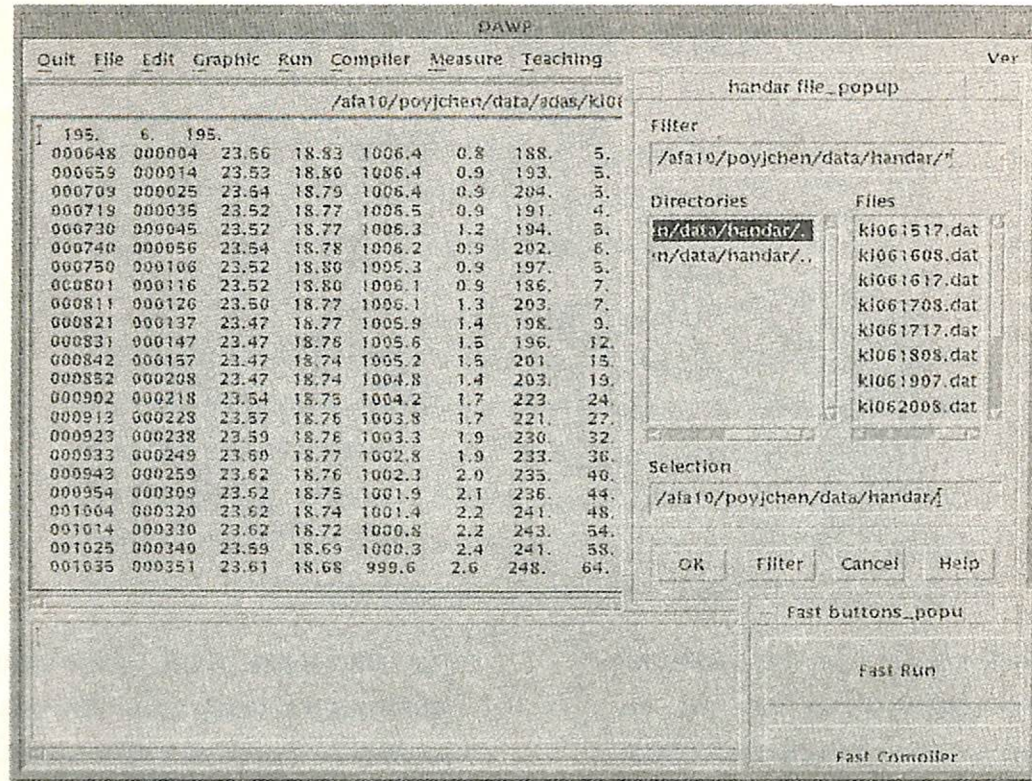 DAWP
Quit File Edit Graphic Run Compiler Measure Teaching Ver
/afa10/poyjchen/data/adas/ki06
195. 6. 195.
000648 000004 23.56 18.83 1006.4 0.8 188. 5.
000659 000014 23.53 18.80 1006.4 0.9 193. 5.
000709 000025 23.54 18.79 1006.4 0.9 204. 3.
000719 000035 23.52 18.77 1006.5 0.9 191. 4.
000730 000045 23.52 18.77 1006.3 1.2 194. 5.
000740 000056 23.54 18.78 1006.2 0.9 202. 6.
000750 000106 23.52 18.80 1005.3 0.9 197. 5.
000801 000116 23.52 18.80 1006.1 0.9 186. 7.
000811 000126 23.50 18.77 1006.1 1.3 203. 7.
000821 000137 23.47 18.77 1005.9 1.4 198. 9.
000831 000147 23.47 18.76 1005.6 1.5 196. 12.
000842 000157 23.47 18.74 1005.2 1.5 201. 15.
000852 000208 23.47 18.74 1004.8 1.4 203. 19.
000902 000218 23.54 18.75 1004.2 1.7 223. 24.
000913 000228 23.57 18.76 1003.8 1.7 221. 27.
000923 000238 23.59 18.76 1003.3 1.9 230. 32.
000933 000249 23.60 18.77 1002.8 1.9 233. 36.
000943 000259 23.62 18.76 1002.3 2.0 235. 40.
000954 000309 23.62 18.75 1001.9 2.1 236. 44.
001004 000320 23.62 18.74 1001.4 2.2 241. 48.
001014 000330 23.62 18.72 1000.8 2.2 243. 54.
001025 000340 23.59 18.69 1000.3 2.4 241. 58.
001035 000351 23.61 18.68 999.6 2.6 248. 64.
handar file_popup
Filter
/afa10/poyjchen/data/handar/*
Directories Files
n/data/handar/.
n/data/handar/..
ki061517.dat
ki061608.dat
ki061617.dat
ki061708.dat
ki061717.dat
ki061808.dat
ki061907.dat
ki062008.dat
Selection
/afa10/poyjchen/data/handar/
OK Filter Cancel Help
Fast buttons_popu
Fast Run
Fast Compiler